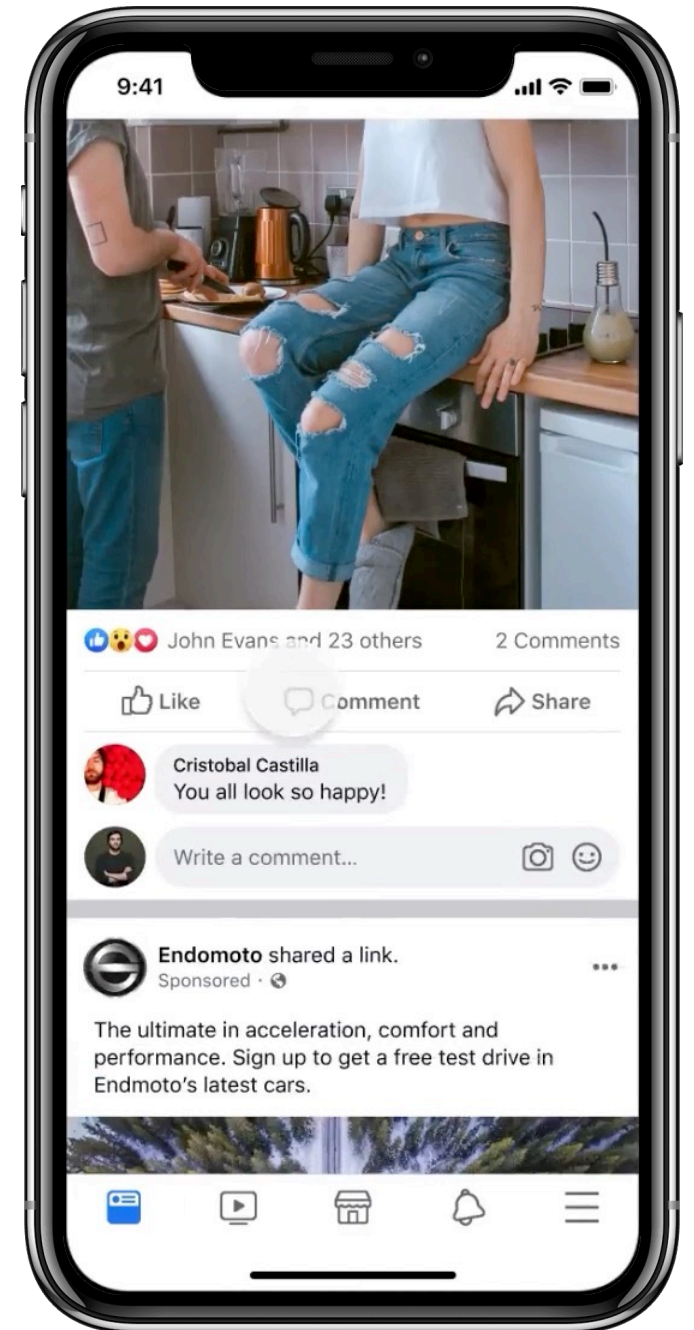 9:41
John Evans and 23 others 2 Comments
Like Comment Share
Cristobal Castilla
You all look so happy!
Write a comment...
Endomoto shared a link.
Sponsored ·
The ultimate in acceleration, comfort and
performance. Sign up to get a free test drive in
Endmoto's latest cars.